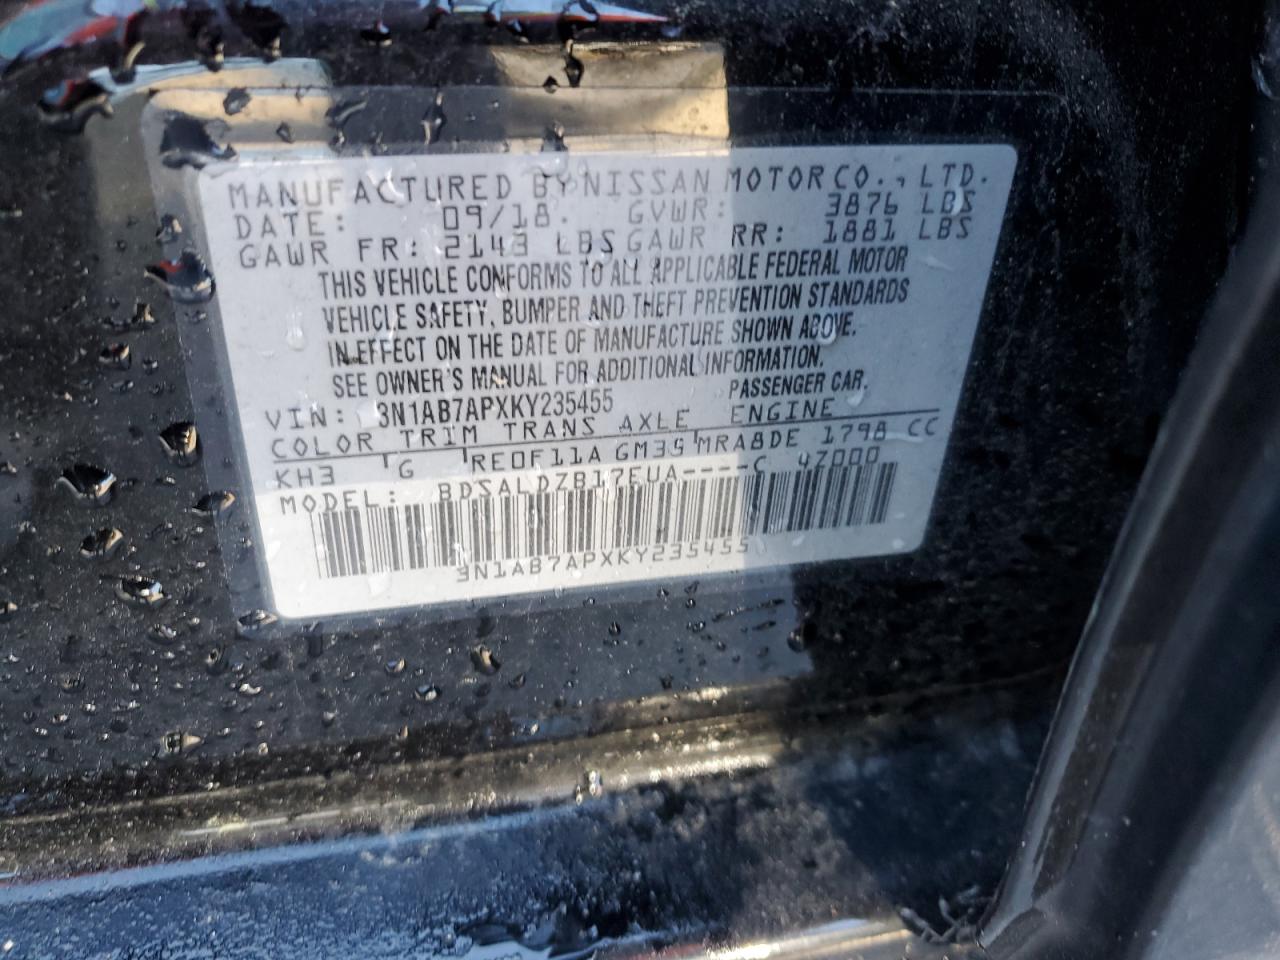 MANUFACTURED BY NISSAN MOTOR CO., LTD.
DATE: 09/18 GVWR: 3876 LBS
GAWR FR: 2143 LBS GAWR RR: 1881 LBS
THIS VEHICLE CONFORMS TO ALL APPLICABLE FEDERAL MOTOR
VEHICLE SAFETY, BUMPER AND THEFT PREVENTION STANDARDS
IN EFFECT ON THE DATE OF MANUFACTURE SHOWN ABOVE.
SEE OWNER'S MANUAL FOR ADDITIONAL INFORMATION.
VIN: 3N1AB7APXKY235455 PASSENGER CAR.
COLOR TRIM TRANS AXLE ENGINE
KH3 G RE0F11A GM39 MRA8DE 1798 CC
MODEL: BDSALDZB17EUA----C 47000
3N1AB7APXKY235455